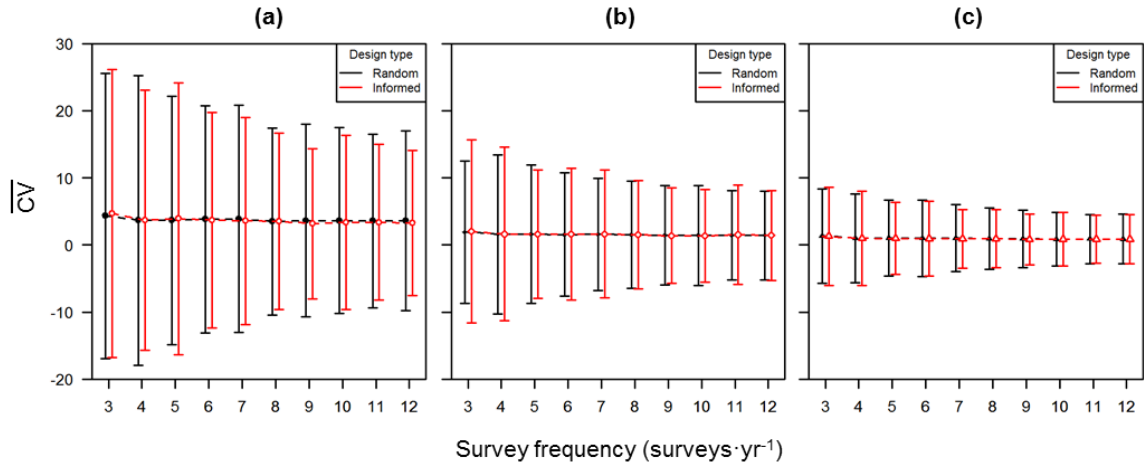 (a) (b) (c)
30
20
10
0
-10
-20
CV
Design type
Random
Informed
Design type
Random
Informed
Design type
Random
Informed
3 4 5 6 7 8 9 10 11 12
3 4 5 6 7 8 9 10 11 12
3 4 5 6 7 8 9 10 11 12
Survey frequency (surveys·yr⁻¹)